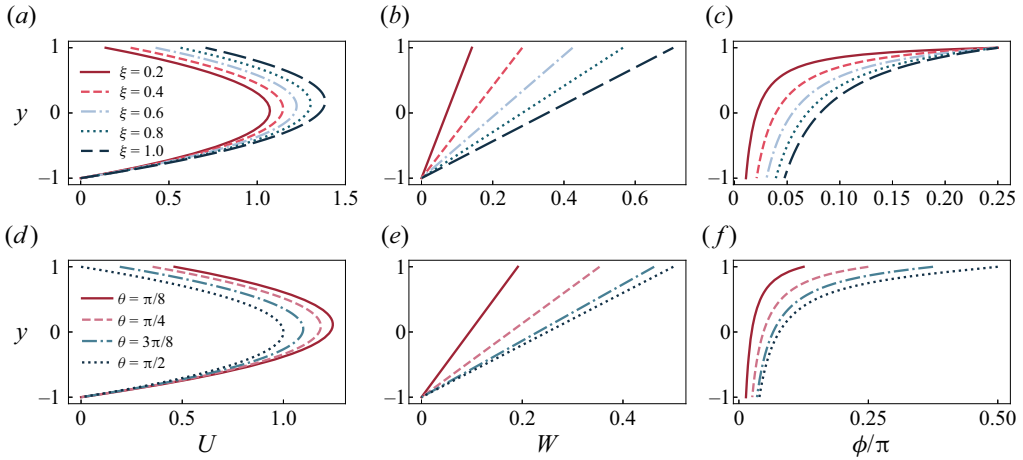 (a)
(b)
(c)
1
0
−1
y
ξ = 0.2
ξ = 0.4
ξ = 0.6
ξ = 0.8
ξ = 1.0
0 0.5 1.0 1.5
1
0
−1
0 0.2 0.4 0.6
1
0
−1
0 0.05 0.10 0.15 0.20 0.25
(d)
(e)
(f)
1
0
−1
y
θ = π/8
θ = π/4
θ = 3π/8
θ = π/2
0 0.5 1.0
U
1
0
−1
0 0.2 0.4
W
1
0
−1
0 0.25 0.50
ϕ/π